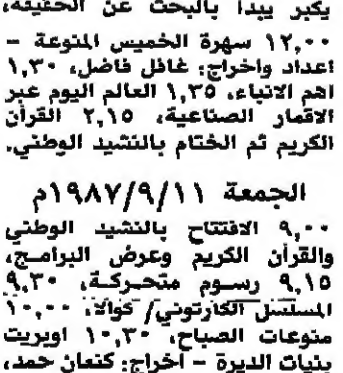 يكبر يبدأ بالبحث عن الحقيقة،
١٢,٠٠ سهرة الخميس المنوعة –
اعداد واخراج: غافل فاضل، ١,٣٠
اهم الانباء، ١,٣٥ العالم اليوم عبر
الاقمار الصناعية، ٢,١٥ القرآن
الكريم ثم الختام بالنشيد الوطني.
الجمعة ١٩٨٧/٩/١١م
٩,٠٠ الافتتاح بالنشيد الوطني
والقرآن الكريم وعرض البرامج،
٩,١٥ رسوم متحركة، ٩,٣٠
المسلسل الكارتوني/ كوالا، ١٠,٠٠
منوعات الصباح، ١٠,٣٠ اوبريت
بنيات الديرة – اخراج: كنعان حمد،